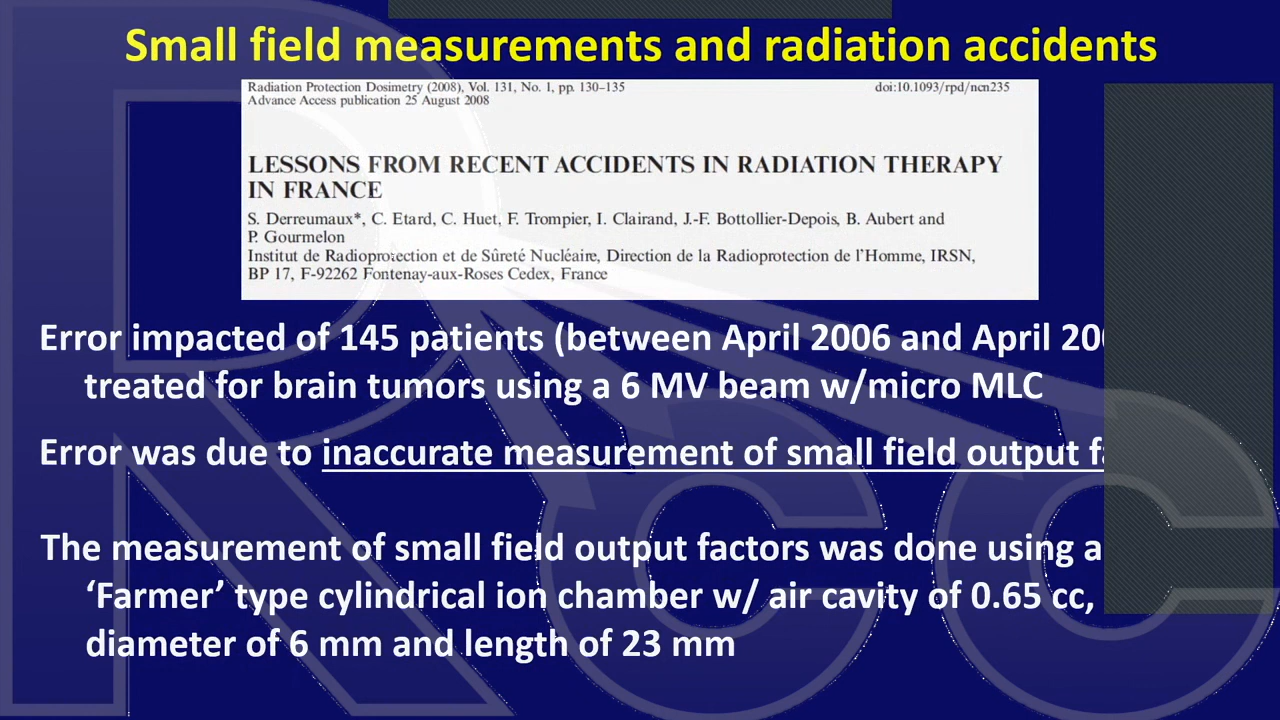 Small field measurements and radiation accidents
Radiation Protection Dosimetry (2008), Vol. 131, No. 1, pp. 130–135
doi:10.1093/rpd/ncn235
Advance Access publication 25 August 2008
LESSONS FROM RECENT ACCIDENTS IN RADIATION THERAPY
IN FRANCE
S. Derreumaux*, C. Etard, C. Huet, F. Trompier, I. Clairand, J.-F. Bottollier-Depois, B. Aubert and
P. Gourmelon
Institut de Radioprotection et de Sûreté Nucléaire, Direction de la Radioprotection de l'Homme, IRSN,
BP 17, F-92262 Fontenay-aux-Roses Cedex, France
Error impacted of 145 patients (between April 2006 and April
treated for brain tumors using a 6 MV beam w/micro MLC
Error was due to inaccurate measurement of small field output
The measurement of small field output factors was done using a
‘Farmer’ type cylindrical ion chamber w/ air cavity of 0.65 cc,
diameter of 6 mm and length of 23 mm